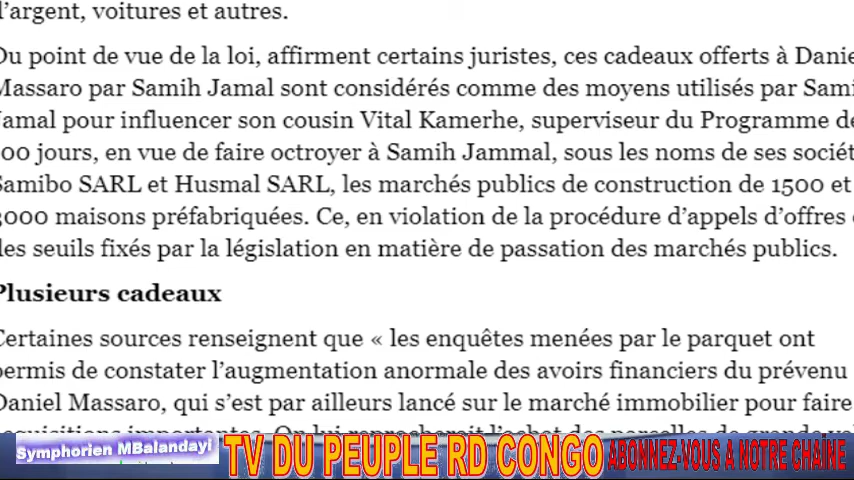 l'argent, voitures et autres.
Du point de vue de la loi, affirment certains juristes, ces cadeaux offerts à Danie
Massaro par Samih Jamal sont considérés comme des moyens utilisés par Sami
Jamal pour influencer son cousin Vital Kamerhe, superviseur du Programme de
00 jours, en vue de faire octroyer à Samih Jammal, sous les noms de ses sociét
Samibo SARL et Husmal SARL, les marchés publics de construction de 1500 et
3000 maisons préfabriquées. Ce, en violation de la procédure d'appels d'offres
les seuils fixés par la législation en matière de passation des marchés publics.
Plusieurs cadeaux
Certaines sources renseignent que « les enquêtes menées par le parquet ont
permis de constater l'augmentation anormale des avoirs financiers du prévenu
Daniel Massaro, qui s'est par ailleurs lancé sur le marché immobilier pour faire
Symphorien MBalandayi
TV DU PEUPLE RD CONGO
ABONNEZ-VOUS A NOTRE CHAîNE